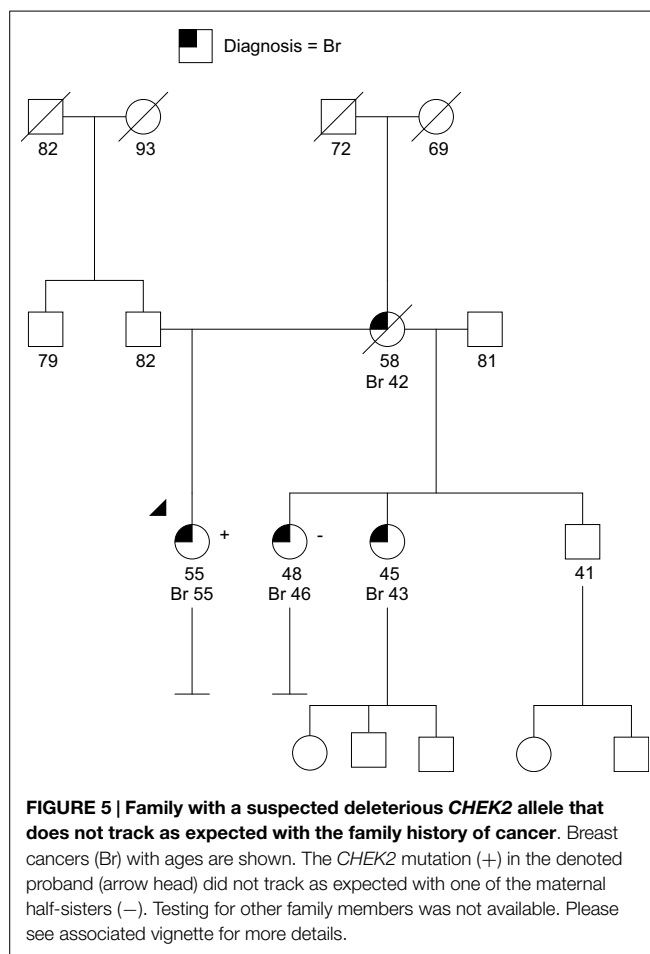 Diagnosis = Br
82 93 72 69
79 82 58 81
Br 42
+ -
55 48 45 41
Br 55 Br 46 Br 43
FIGURE 5 | Family with a suspected deleterious CHEK2 allele that
does not track as expected with the family history of cancer. Breast
cancers (Br) with ages are shown. The CHEK2 mutation (+) in the denoted
proband (arrow head) did not track as expected with one of the maternal
half-sisters (−). Testing for other family members was not available. Please
see associated vignette for more details.